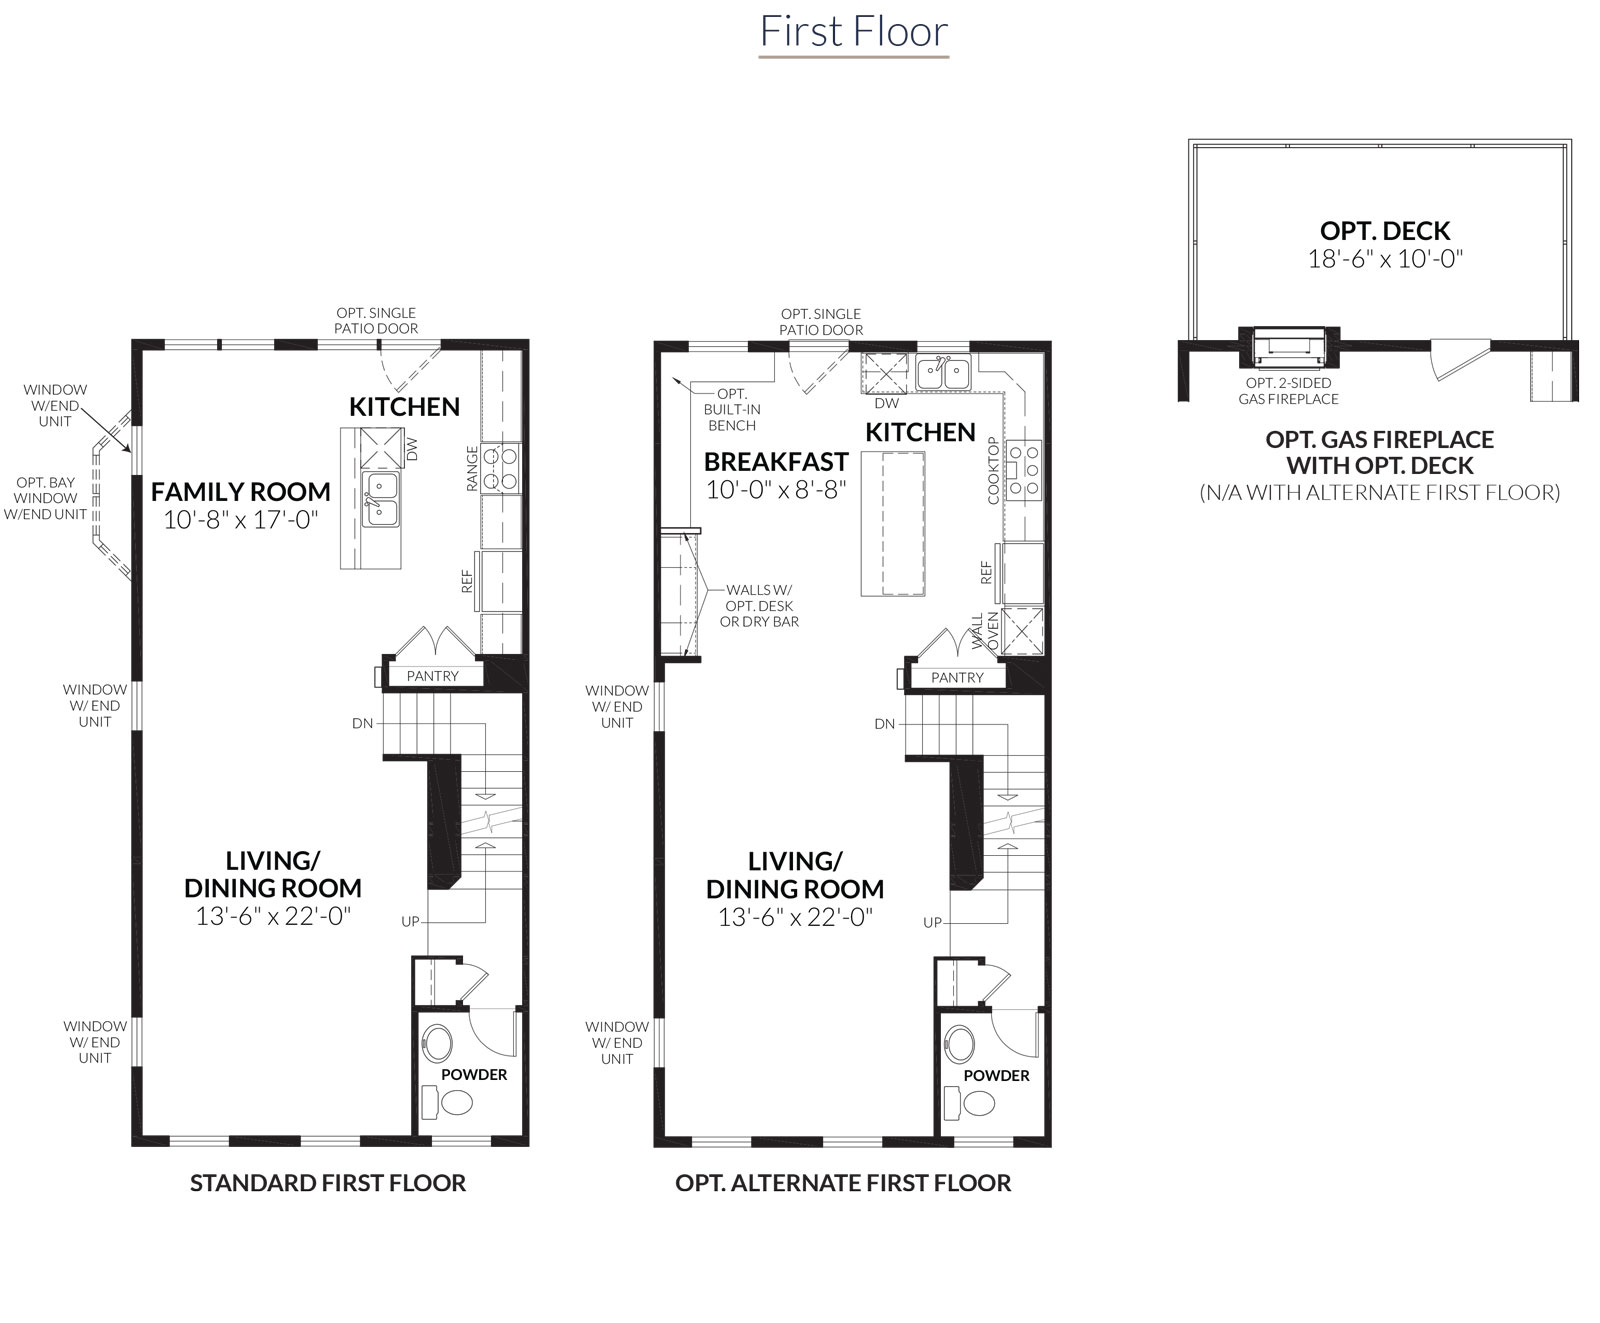 First Floor
OPT. SINGLE
PATIO DOOR
WINDOW
W/END
UNIT
OPT. BAY
WINDOW
W/END UNIT
KITCHEN
DW
RANGE
FAMILY ROOM
10'-8" x 17'-0"
REF
PANTRY
WINDOW
W/ END
UNIT
DN
LIVING/
DINING ROOM
13'-6" x 22'-0"
UP
WINDOW
W/ END
UNIT
POWDER
STANDARD FIRST FLOOR
OPT. SINGLE
PATIO DOOR
OPT.
BUILT-IN
BENCH
DW
KITCHEN
COOKTOP
BREAKFAST
10'-0" x 8'-8"
REF
WALLS W/
OPT. DESK
OR DRY BAR
WALL
OVEN
PANTRY
WINDOW
W/ END
UNIT
DN
LIVING/
DINING ROOM
13'-6" x 22'-0"
UP
WINDOW
W/ END
UNIT
POWDER
OPT. ALTERNATE FIRST FLOOR
OPT. DECK
18'-6" x 10'-0"
OPT. 2-SIDED
GAS FIREPLACE
OPT. GAS FIREPLACE
WITH OPT. DECK
(N/A WITH ALTERNATE FIRST FLOOR)